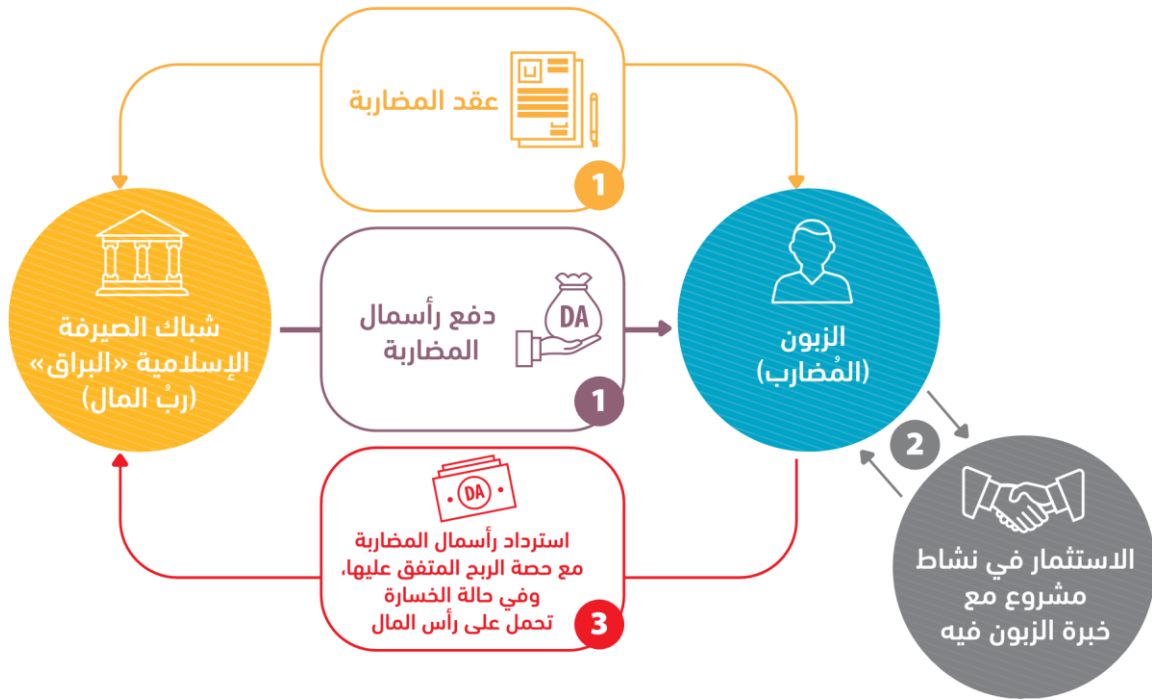 عقد المضاربة
1
شباك الصيرفة
الإسلامية «البراق»
(ربُ المال)
دفع رأسمال
المضاربة
DA
1
الزبون
(المُضارب)
2
الاستثمار في نشاط
مشروع مع
خبرة الزبون فيه
DA
استرداد رأسمال المضاربة
مع حصة الربح المتفق عليها،
وفي حالة الخسارة
تحمل على رأس المال
3